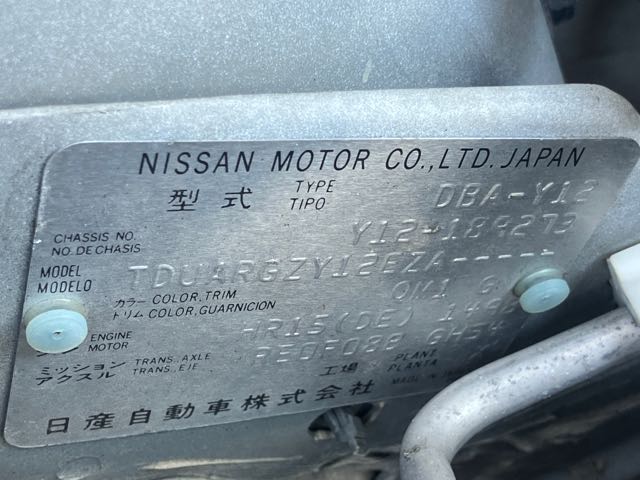 NISSAN MOTOR CO.,LTD. JAPAN
型式 TYPE TIPO DBA-Y12
CHASSIS NO. NO. DE CHASIS Y12-189273
MODEL MODELO TDUARGZY12EZA-----
カラー COLOR,TRIM トリム COLOR,GUARNICION
ENGINE MOTOR HR15(DE)
ミッション TRANS., AXLE アクスル TRANS., EJE RE0F08B
工場 PLANT PLANTA
日産自動車株式会社 MADE IN